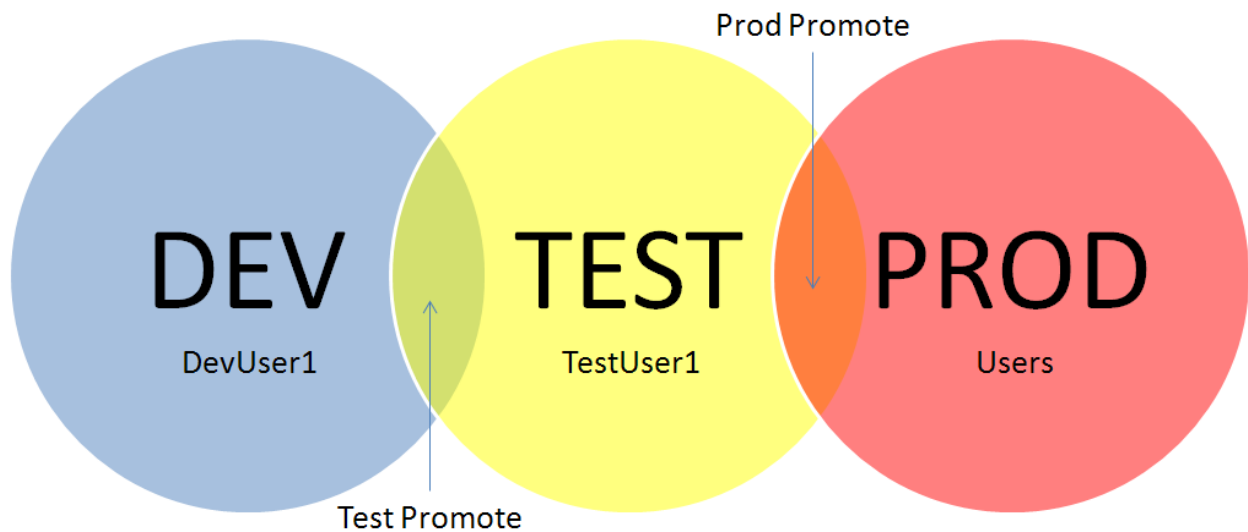 Prod Promote
DEV
TEST
PROD
DevUser1
TestUser1
Users
Test Promote